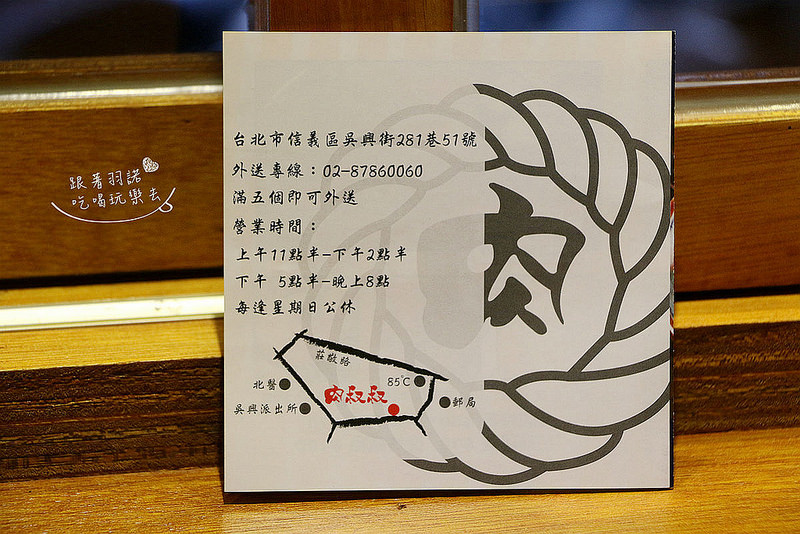 台北市信義區吳興街281巷51號
外送專線：02-87860060
滿五個即可外送
營業時間：
上午11點半-下午2點半
下午 5點半-晚上8點
每逢星期日公休
肉
莊敬路
北醫
85℃
肉叔叔
郵局
吳興派出所
跟著羽諾
吃喝玩樂去